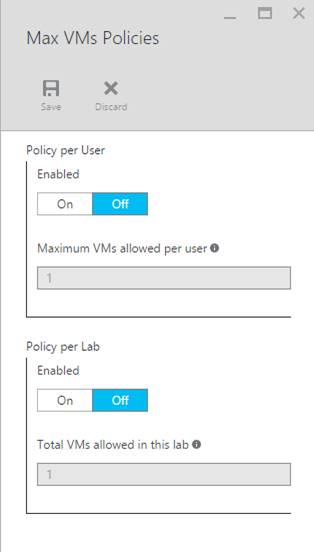 Max VMs Policies
Save Discard
Policy per User
Enabled
On Off
Maximum VMs allowed per user
1
Policy per Lab
Enabled
On Off
Total VMs allowed in this lab
1